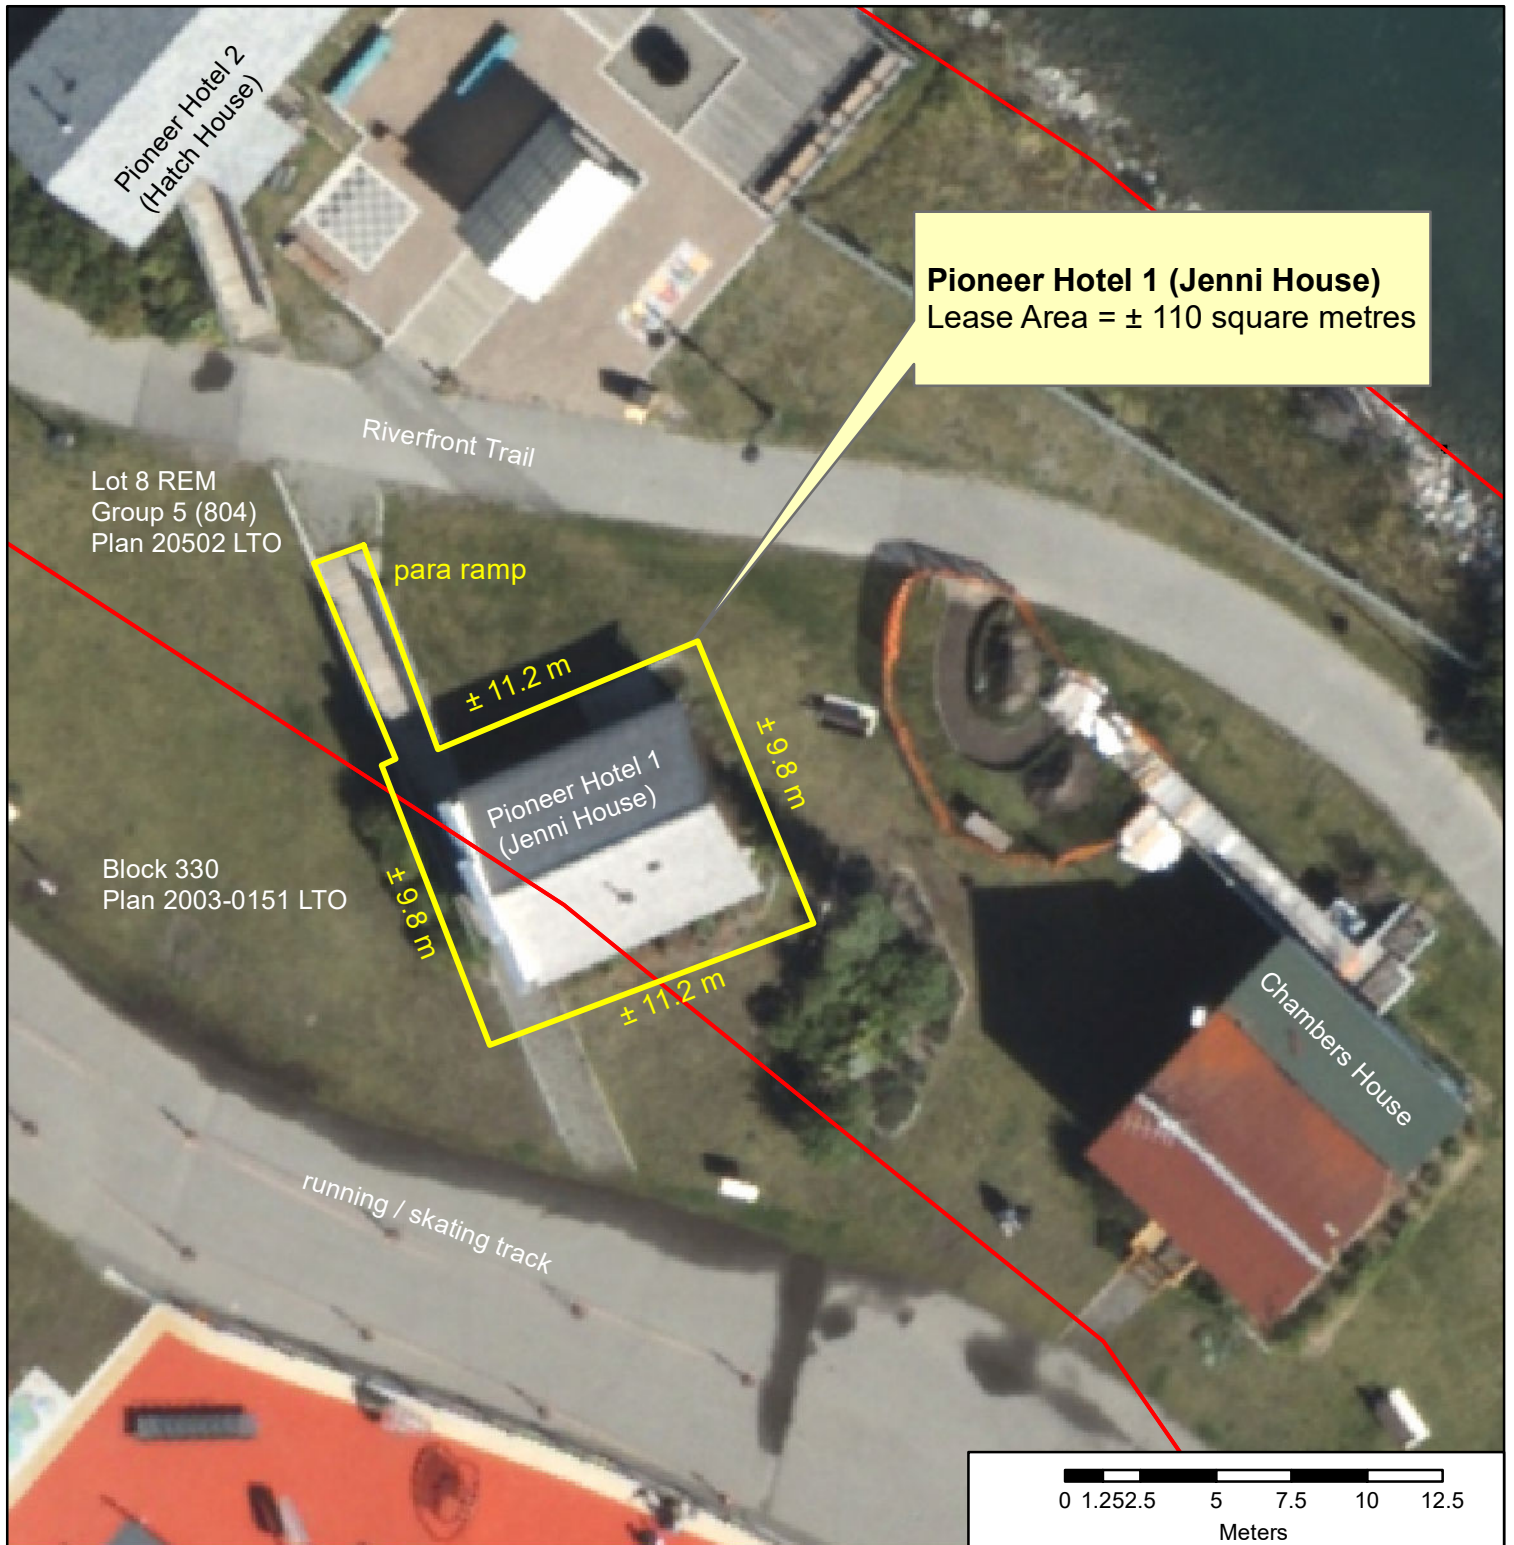 Pioneer Hotel 2
(Hatch House)
Pioneer Hotel 1 (Jenni House)
Lease Area = ± 110 square metres
Riverfront Trail
Lot 8 REM
Group 5 (804)
Plan 20502 LTO
para ramp
± 11.2 m
± 9.8 m
Pioneer Hotel 1
(Jenni House)
Block 330
Plan 2003-0151 LTO
± 9.8 m
± 11.2 m
Chambers House
running / skating track
0 1.252.5 5 7.5 10 12.5
Meters